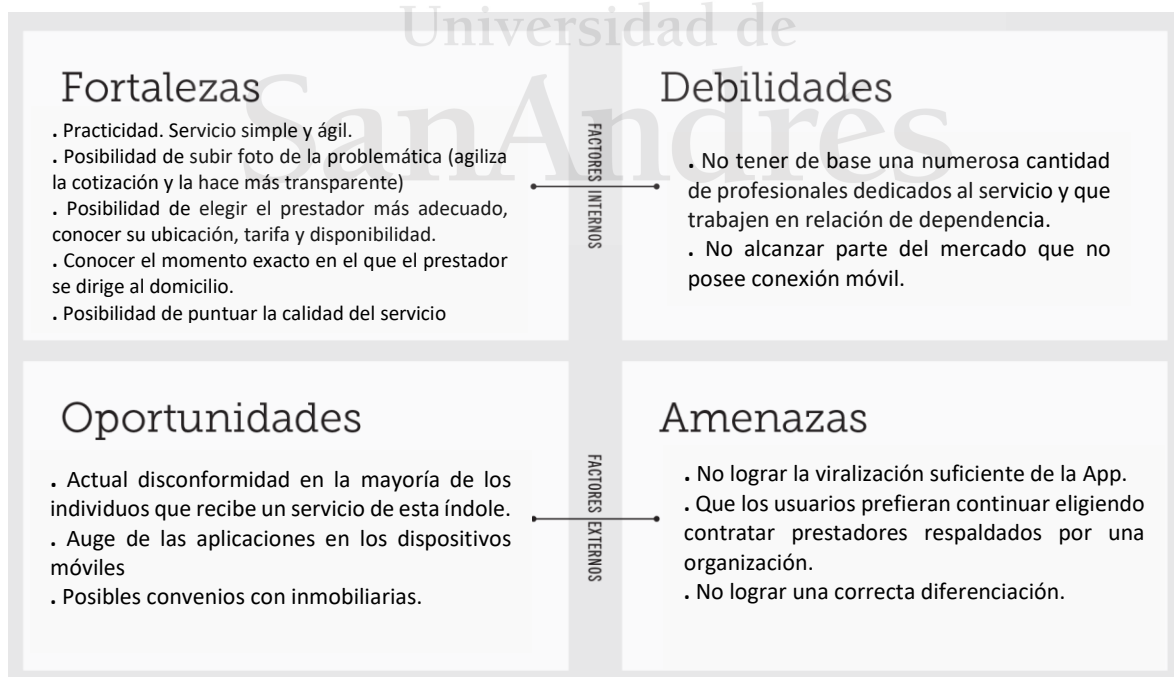 Universidad de
SanAndrés
Fortalezas
. Practicidad. Servicio simple y ágil.
. Posibilidad de subir foto de la problemática (agiliza
la cotización y la hace más transparente)
. Posibilidad de elegir el prestador más adecuado,
conocer su ubicación, tarifa y disponibilidad.
. Conocer el momento exacto en el que el prestador
se dirige al domicilio.
. Posibilidad de puntuar la calidad del servicio
FACTORES INTERNOS
Debilidades
. No tener de base una numerosa cantidad
de profesionales dedicados al servicio y que
trabajen en relación de dependencia.
. No alcanzar parte del mercado que no
posee conexión móvil.
Oportunidades
. Actual disconformidad en la mayoría de los
individuos que recibe un servicio de esta índole.
. Auge de las aplicaciones en los dispositivos
móviles
. Posibles convenios con inmobiliarias.
FACTORES EXTERNOS
Amenazas
. No lograr la viralización suficiente de la App.
. Que los usuarios prefieran continuar eligiendo
contratar prestadores respaldados por una
organización.
. No lograr una correcta diferenciación.